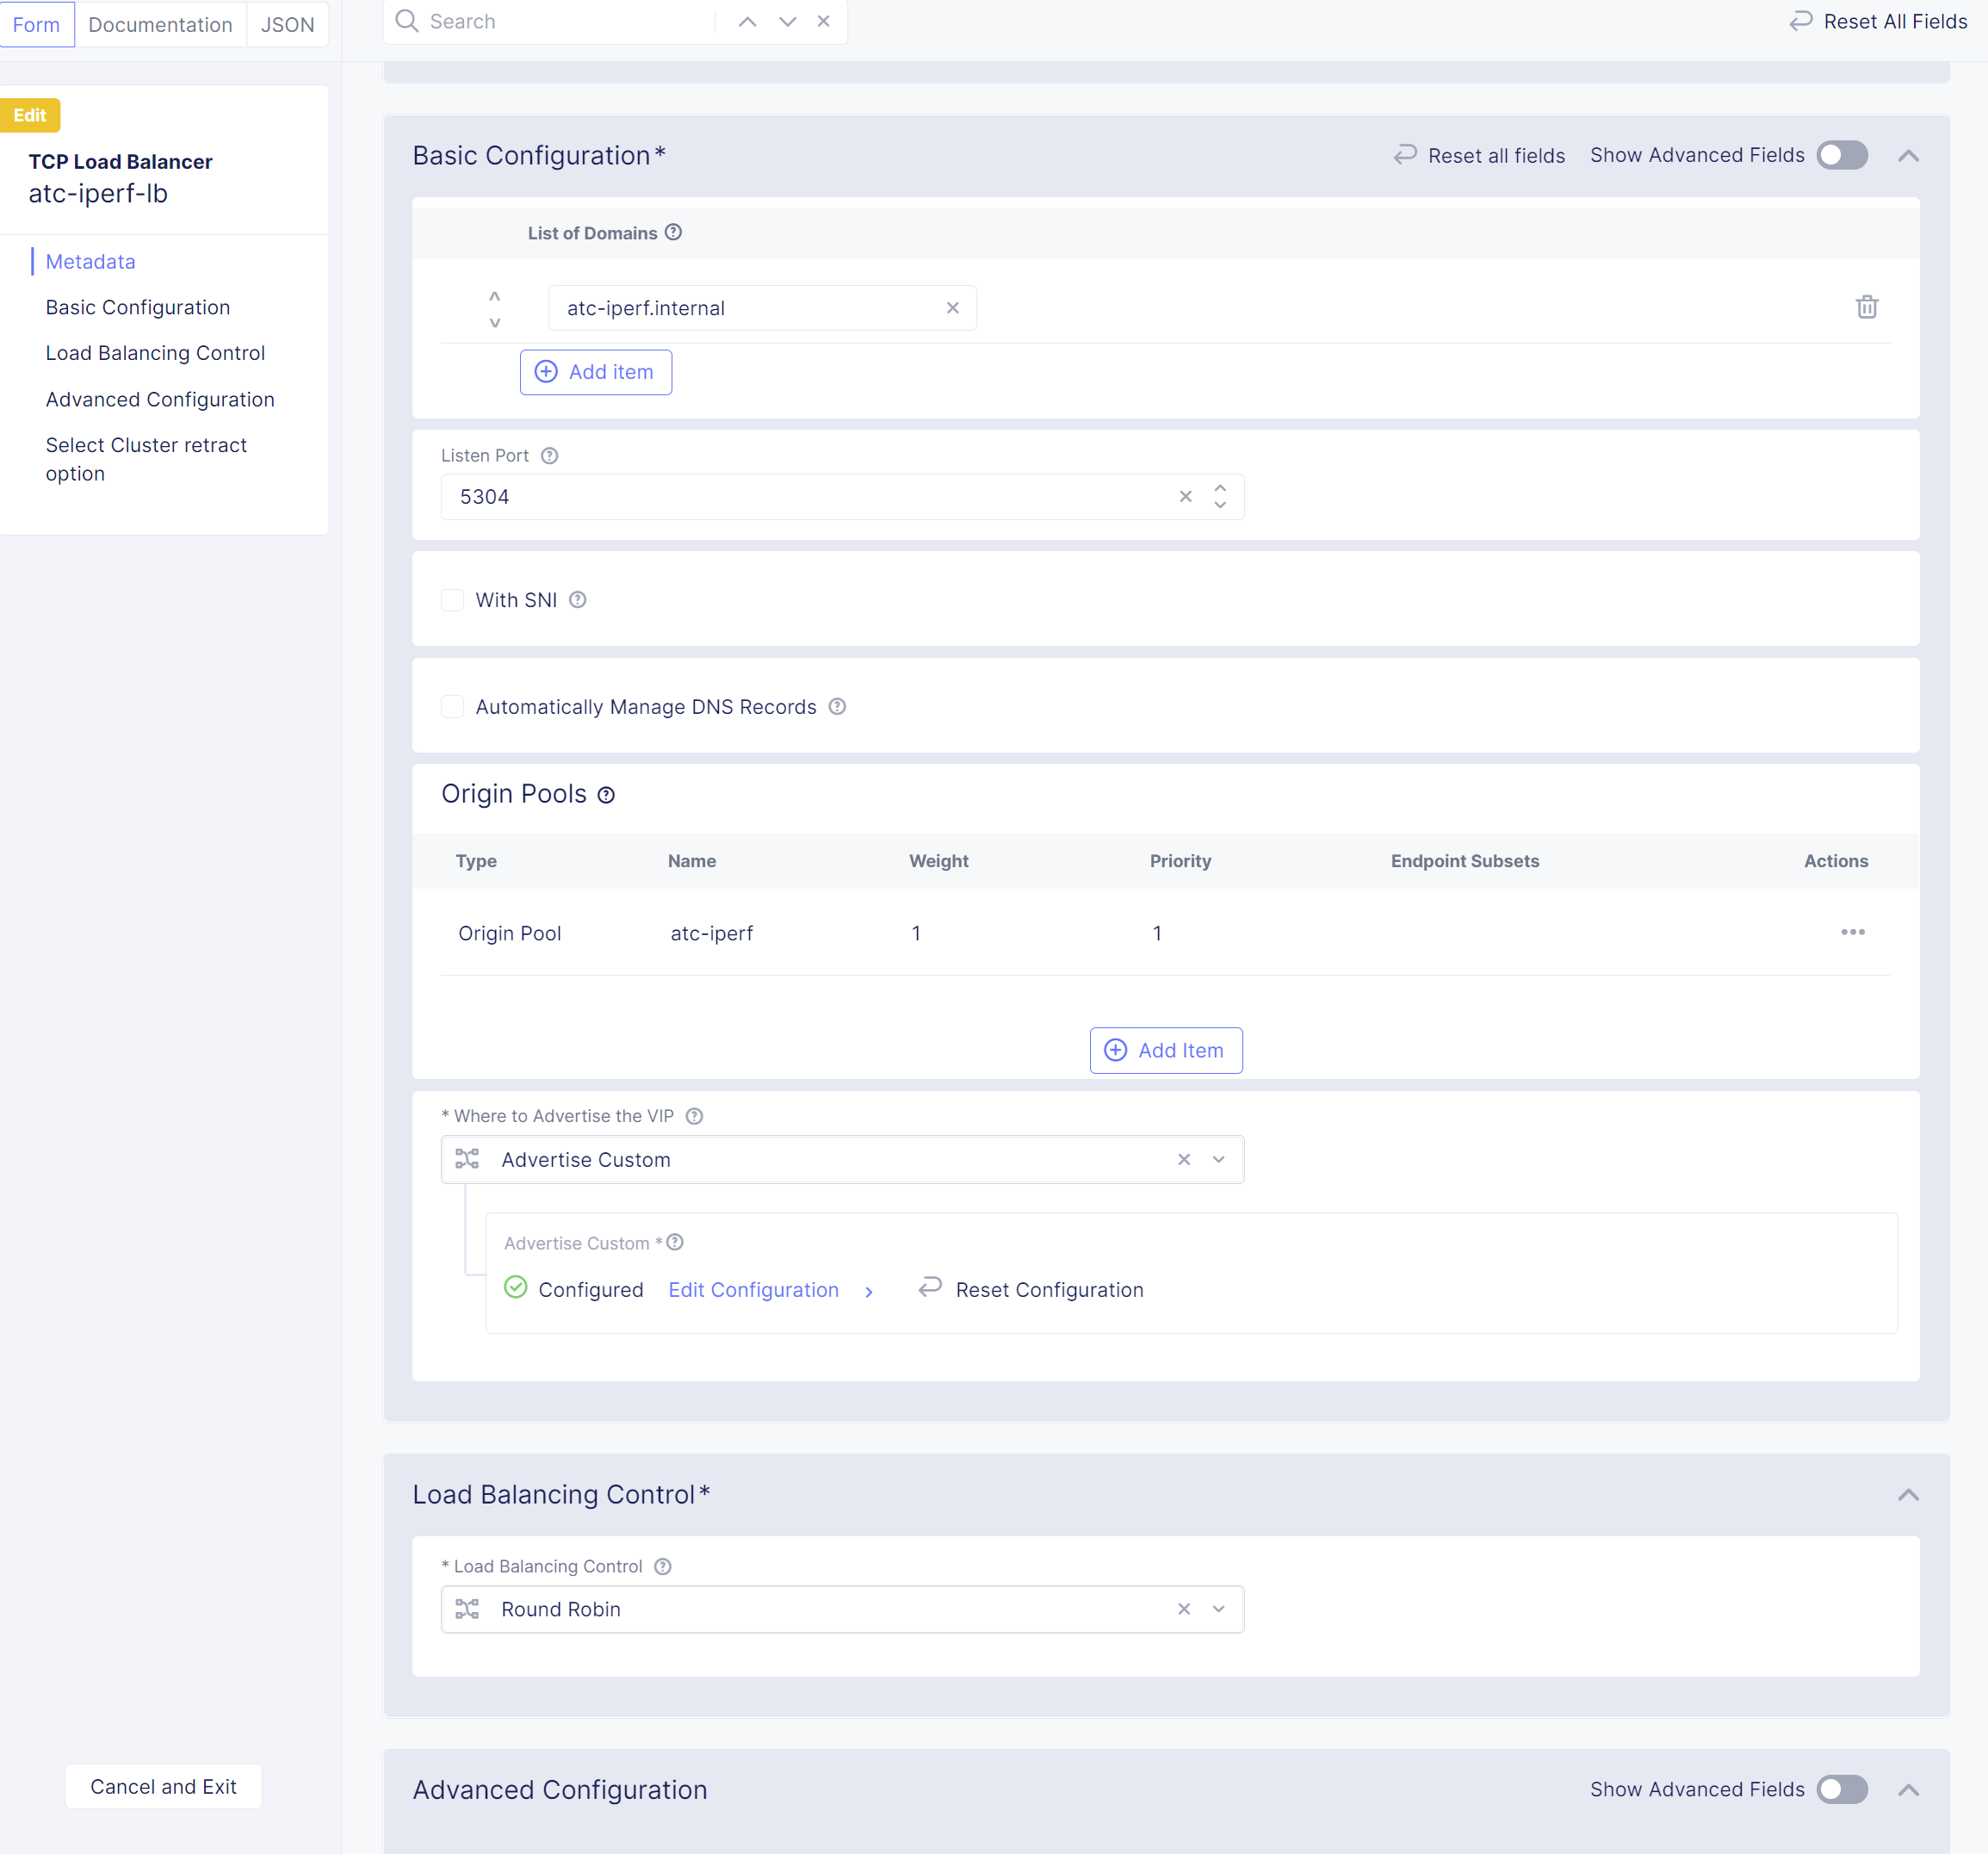 Form Documentation JSON
Search
Reset All Fields
Edit
TCP Load Balancer
atc-iperf-lb
Metadata
Basic Configuration
Load Balancing Control
Advanced Configuration
Select Cluster retract
option
Cancel and Exit
Basic Configuration*
Reset all fields Show Advanced Fields
List of Domains
atc-iperf.internal
Add item
Listen Port
5304
With SNI
Automatically Manage DNS Records
Origin Pools
Type Name Weight Priority Endpoint Subsets Actions
Origin Pool atc-iperf 1 1
Add Item
* Where to Advertise the VIP
Advertise Custom
Advertise Custom *
Configured Edit Configuration Reset Configuration
Load Balancing Control*
* Load Balancing Control
Round Robin
Advanced Configuration
Show Advanced Fields